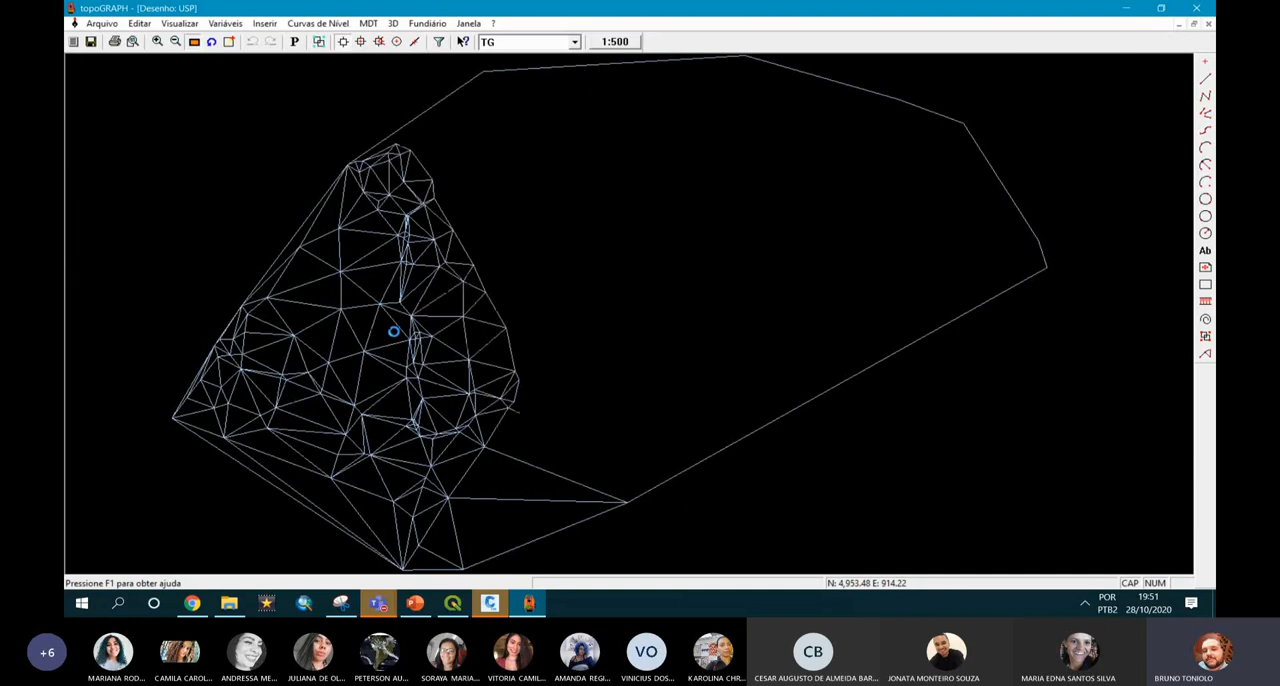 topoGRAPH - [Desenho: USP]
Arquivo Editar Visualizar Variáveis Inserir Curvas de Nível MDT 3D Fundiário Janela ?
P TG 1:500
Ab
Pressione F1 para obter ajuda N: 4,953.48 E: 914.22 CAP NUM
POR 19:51
PTB2 28/10/2020
+6 VO CB
MARIANA ROD... CAMILA CAROL... ANDRESSA ME... JULIANA DE OL... PETERSON AU... SORAYA MARIA... VITORIA CAMIL... AMANDA REGI... VINICIUS DOS... KAROLINA CHR... CESAR AUGUSTO DE ALMEIDA BAR... JONATA MONTEIRO SOUZA MARIA EDNA SANTOS SILVA BRUNO TONIOLO